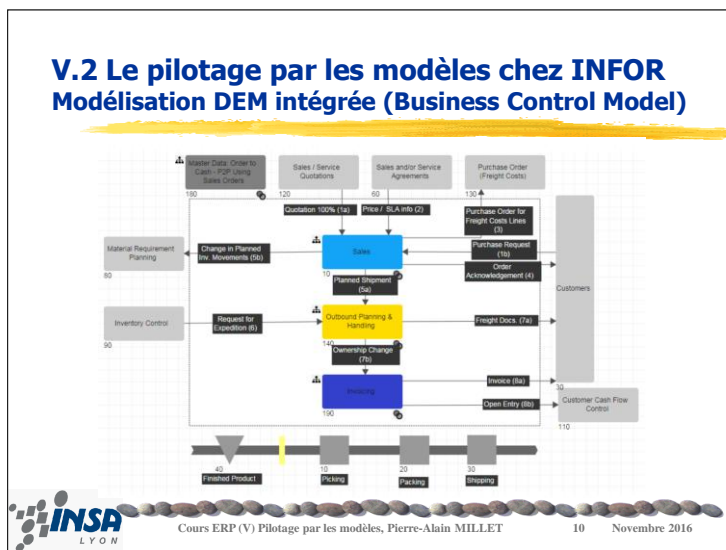 V.2 Le pilotage par les modèles chez INFOR
Modélisation DEM intégrée (Business Control Model)
Master Data: Order to
Cash - P2P Using
Sales Orders
180
Sales / Service
Quotations
120
Sales and/or Service
Agreements
60
Purchase Order
(Freight Costs)
130
Quotation 100% (1a)
Price / SLA info (2)
Purchase Order for
Freight Costs Lines
(3)
Material Requirement
Planning
80
Change in Planned
Inv. Movements (5b)
Sales
10
Purchase Request
(1b)
Order
Acknowledgement (4)
Customers
Planned Shipment
(5a)
Inventory Control
90
Request for
Expedition (6)
Outbound Planning &
Handling
140
Freight Docs. (7a)
Ownership Change
(7b)
Invoicing
190
Invoice (8a)
Open Entry (8b)
Customer Cash Flow
Control
110
40
10
20
30
Finished Product
Picking
Packing
Shipping
INSA
LYON
Cours ERP (V) Pilotage par les modèles, Pierre-Alain MILLET
10
Novembre 2016